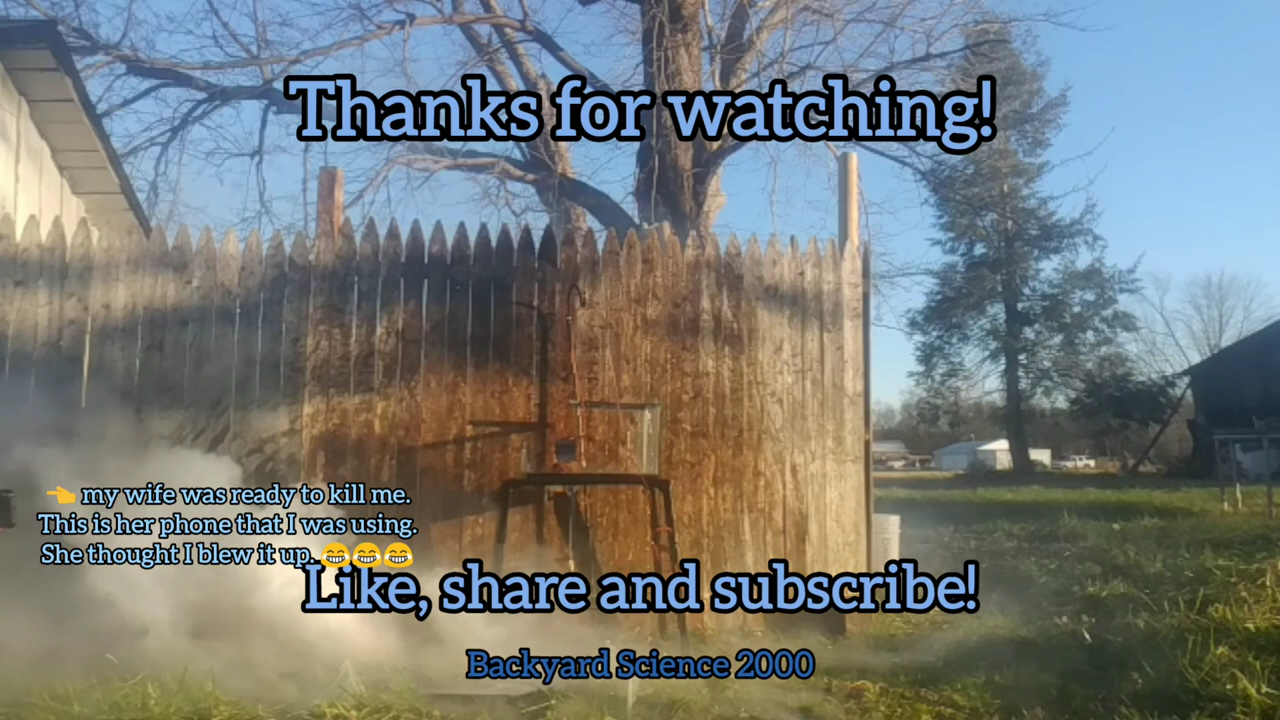 Thanks for watching!
👈 my wife was ready to kill me.
This is her phone that I was using.
She thought I blew it up. 😂😂😂
Like, share and subscribe!
Backyard Science 2000